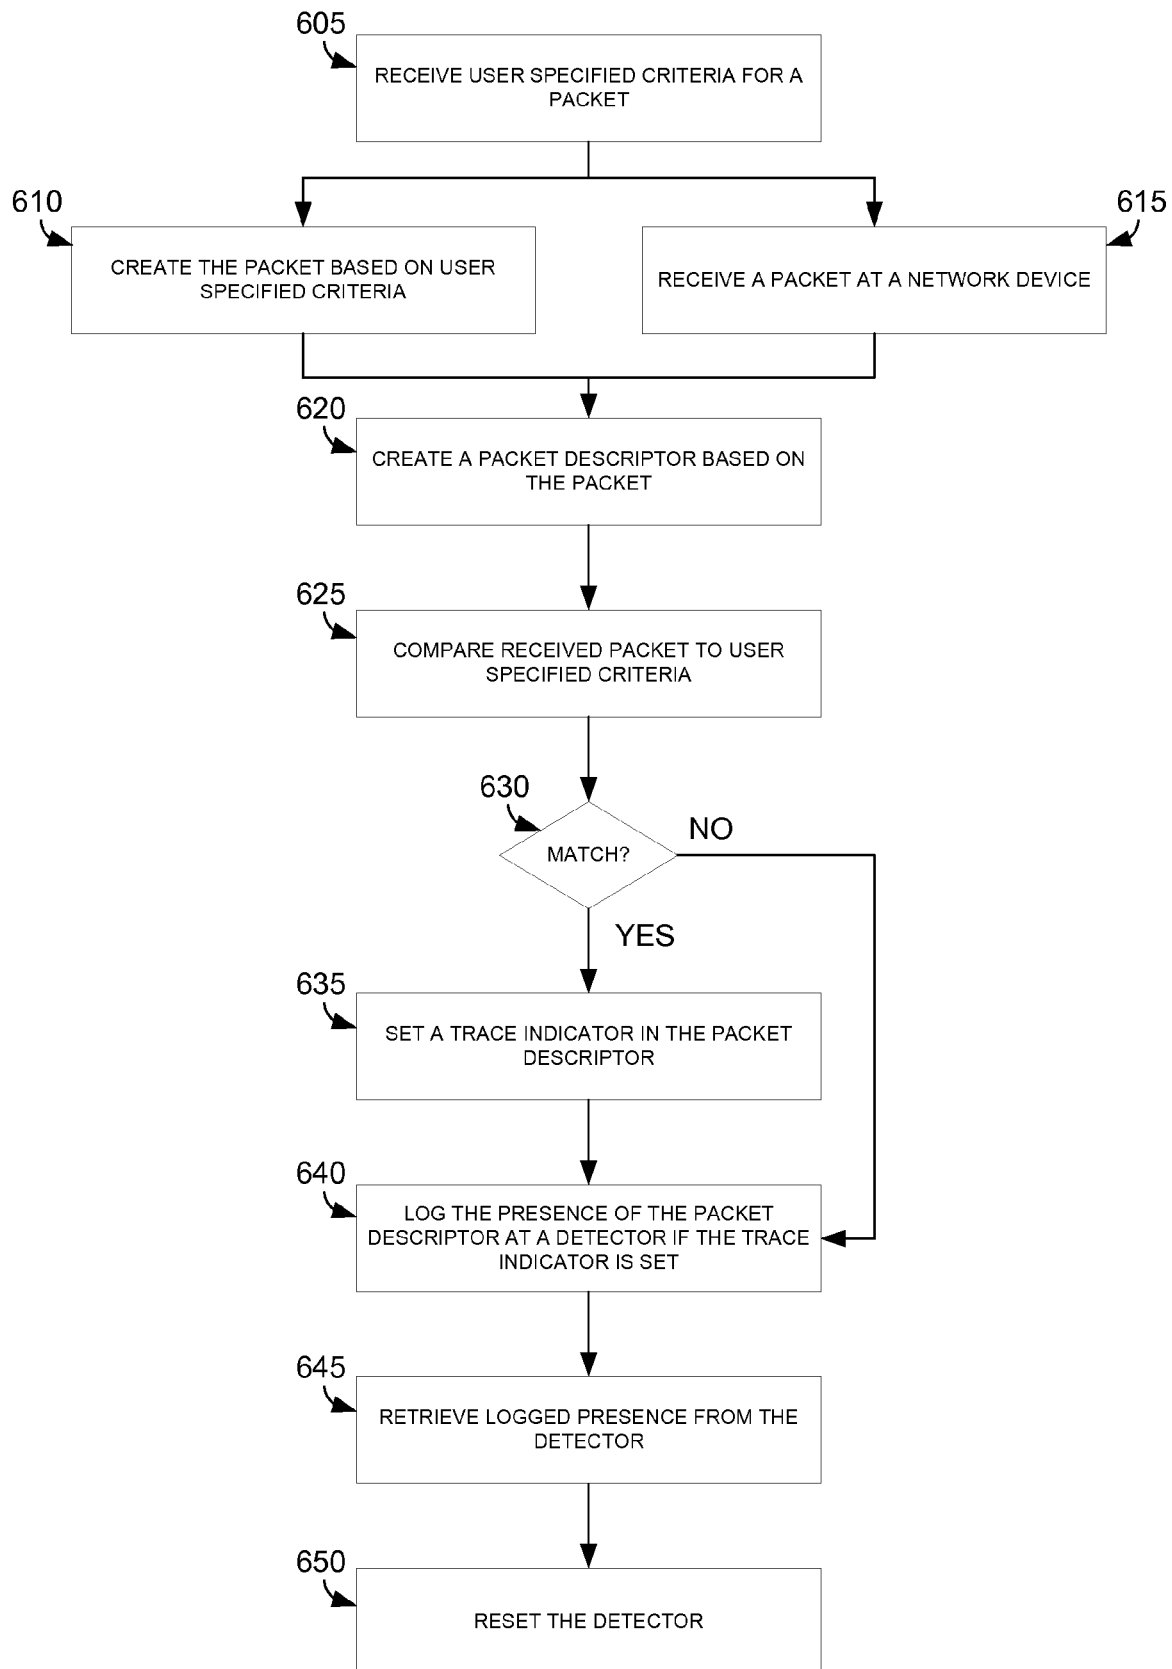 605
RECEIVE USER SPECIFIED CRITERIA FOR A
PACKET
610
CREATE THE PACKET BASED ON USER
SPECIFIED CRITERIA
615
RECEIVE A PACKET AT A NETWORK DEVICE
620
CREATE A PACKET DESCRIPTOR BASED ON
THE PACKET
625
COMPARE RECEIVED PACKET TO USER
SPECIFIED CRITERIA
630
MATCH?
NO
YES
635
SET A TRACE INDICATOR IN THE PACKET
DESCRIPTOR
640
LOG THE PRESENCE OF THE PACKET
DESCRIPTOR AT A DETECTOR IF THE TRACE
INDICATOR IS SET
645
RETRIEVE LOGGED PRESENCE FROM THE
DETECTOR
650
RESET THE DETECTOR